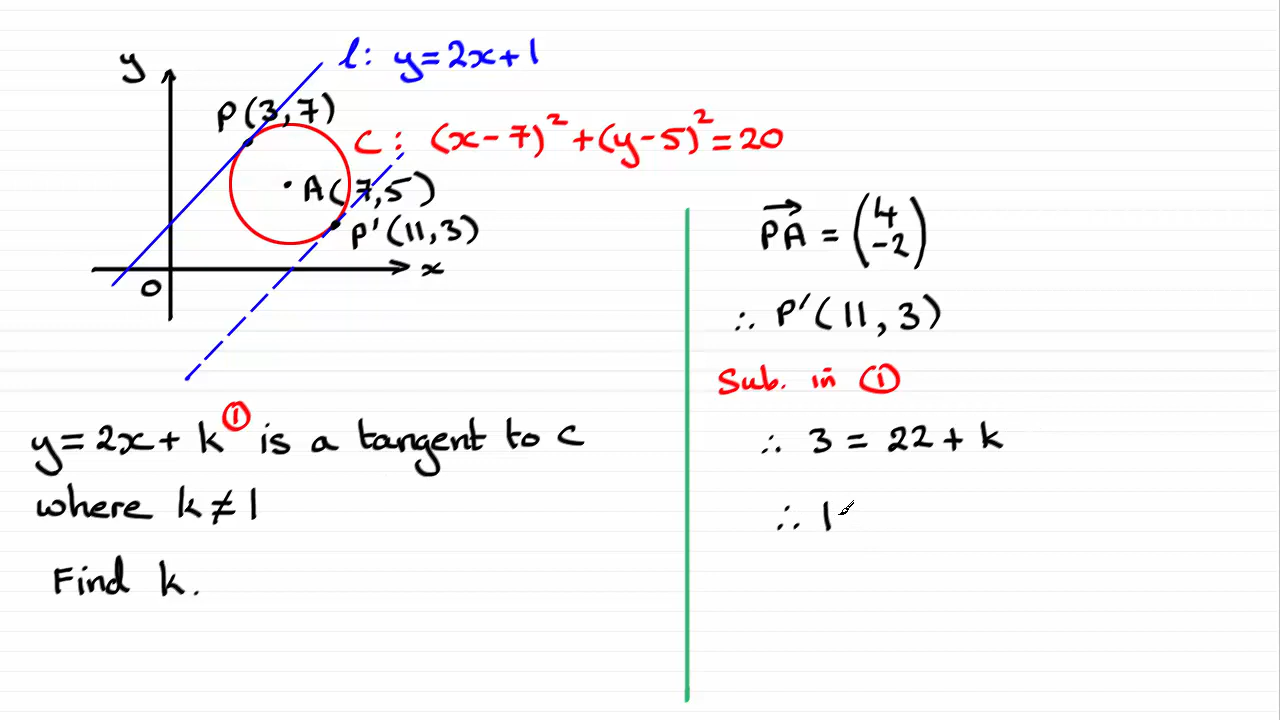 y
l: y=2x+1
P(3,7)
C: (x-7)²+(y-5)²=20
A(7,5)
P'(11,3)
x
O
y=2x+k ① is a tangent to C
where k≠1
Find k.
PA⃗ = (4 -2)
∴ P'(11,3)
Sub. in ①
∴ 3 = 22+k
∴